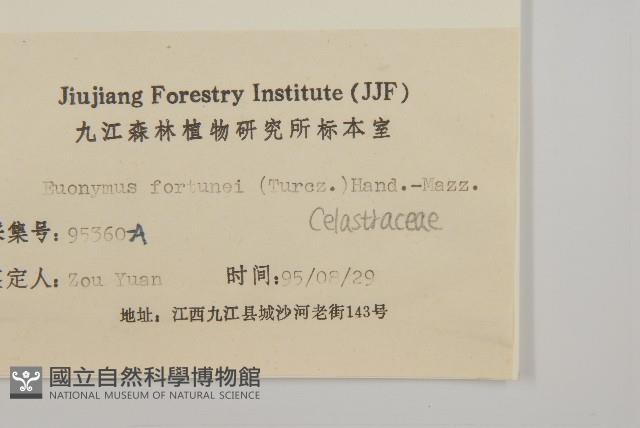 Jiujiang Forestry Institute (JJF)
九江森林植物研究所标本室
Euonymus fortunei (Turcz.)Hand.-Mazz.
Celastraceae
采集号: 95360-A
鉴定人: Zou Yuan 时间: 95/08/29
地址: 江西九江县城沙河老街143号
國立自然科學博物館
NATIONAL MUSEUM OF NATURAL SCIENCE